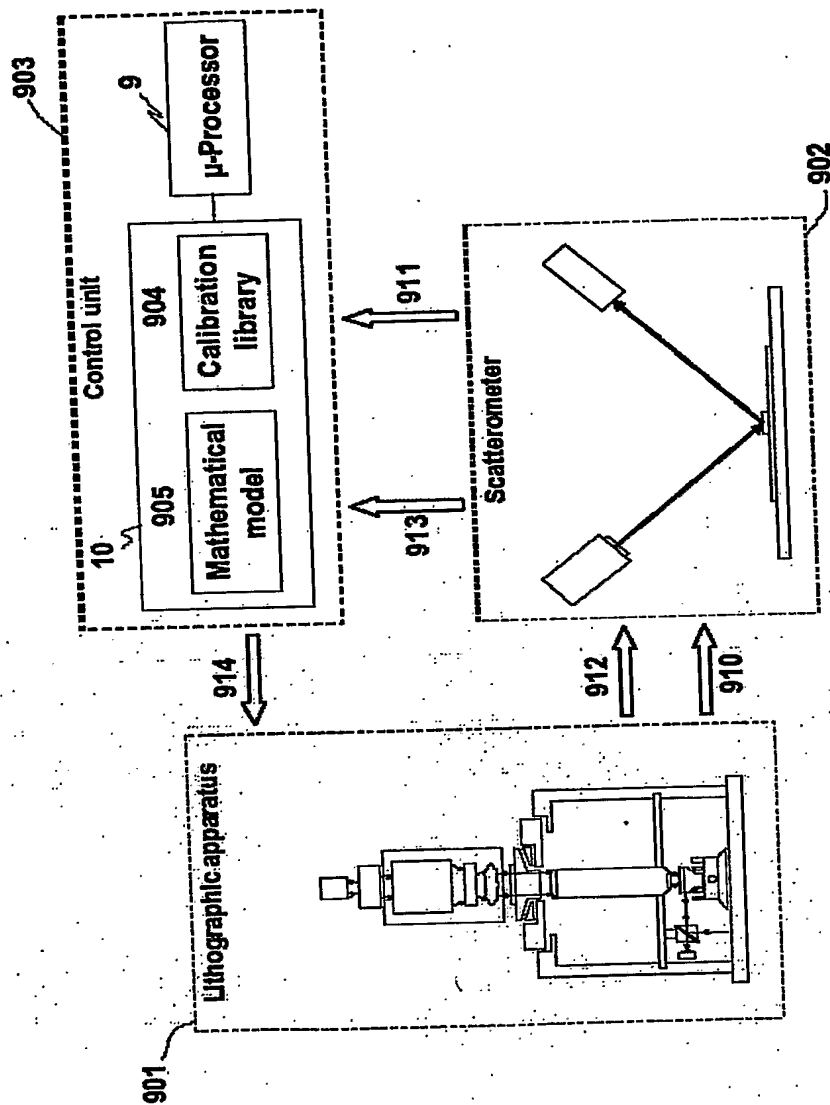 903
Control unit
9
µ-Processor
10
905
904
Mathematical
model
Calibration
library
914
913
911
901
Lithographic apparatus
912
910
Scatterometer
902